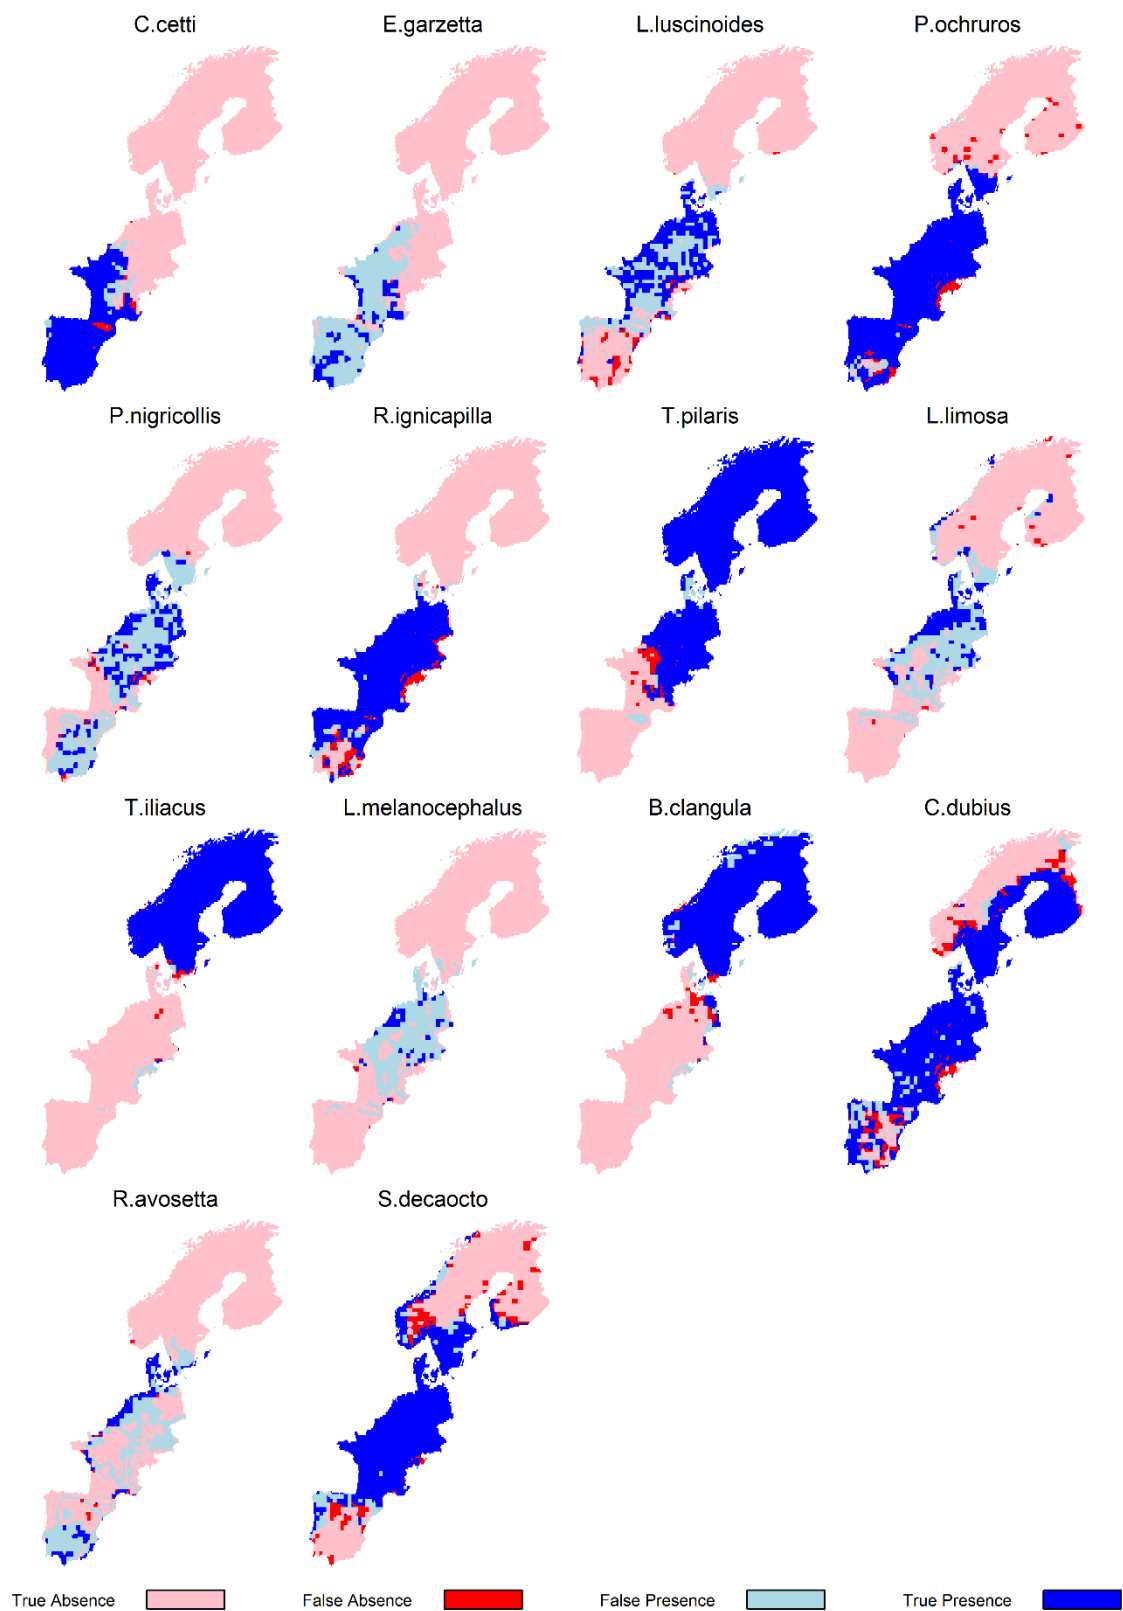 C.cetti E.garzetta L.luscinoides P.ochruros
P.nigricollis R.ignicapilla T.pilaris L.limosa
T.iliacus L.melanocephalus B.clangula C.dubius
R.avosetta S.decaocto
True Absence False Absence False Presence True Presence